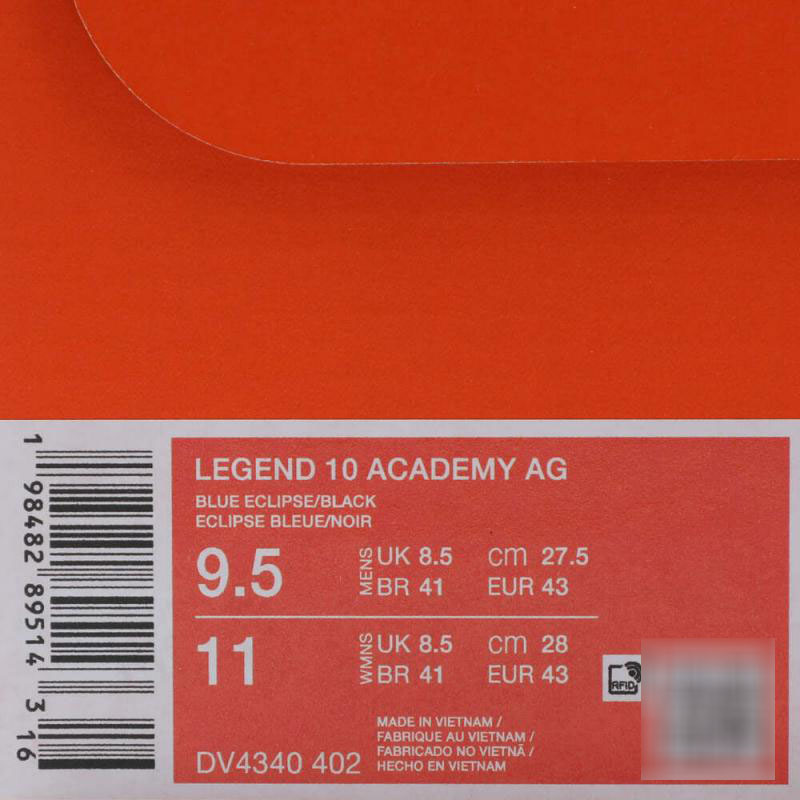 LEGEND 10 ACADEMY AG
BLUE ECLIPSE/BLACK
ECLIPSE BLEUE/NOIR
9.5 MENS UK 8.5 cm 27.5
BR 41 EUR 43
11 WMNS UK 8.5 cm 28
BR 41 EUR 43
RFID
MADE IN VIETNAM /
FABRIQUE AU VIETNAM /
FABRICADO NO VIETNÃ /
HECHO EN VIETNAM
DV4340 402
1 98482 89514 3 16